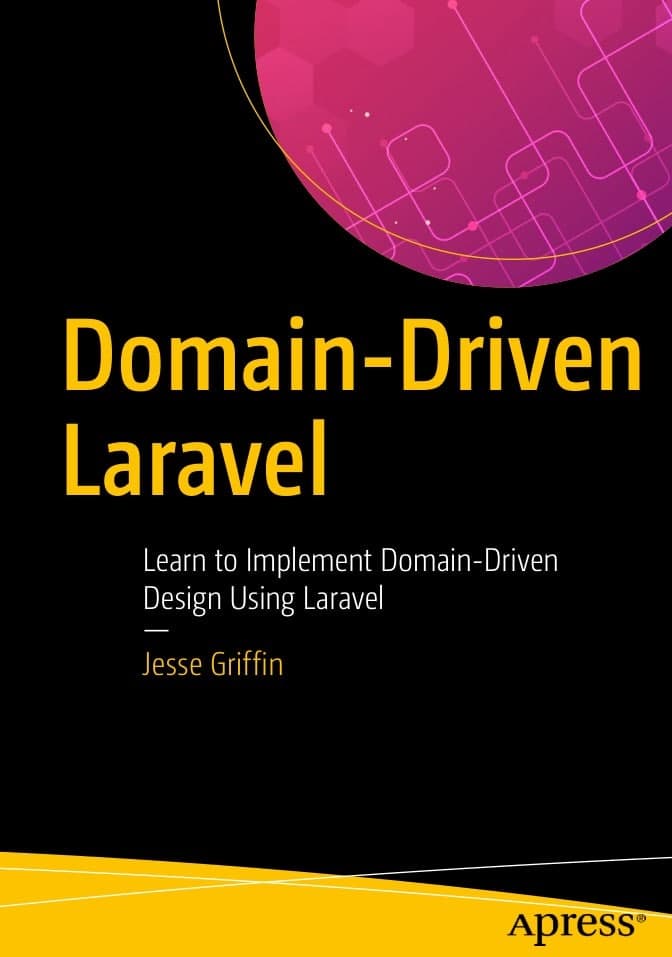 Domain-Driven
Laravel
Learn to Implement Domain-Driven
Design Using Laravel
—
Jesse Griffin
Apress®